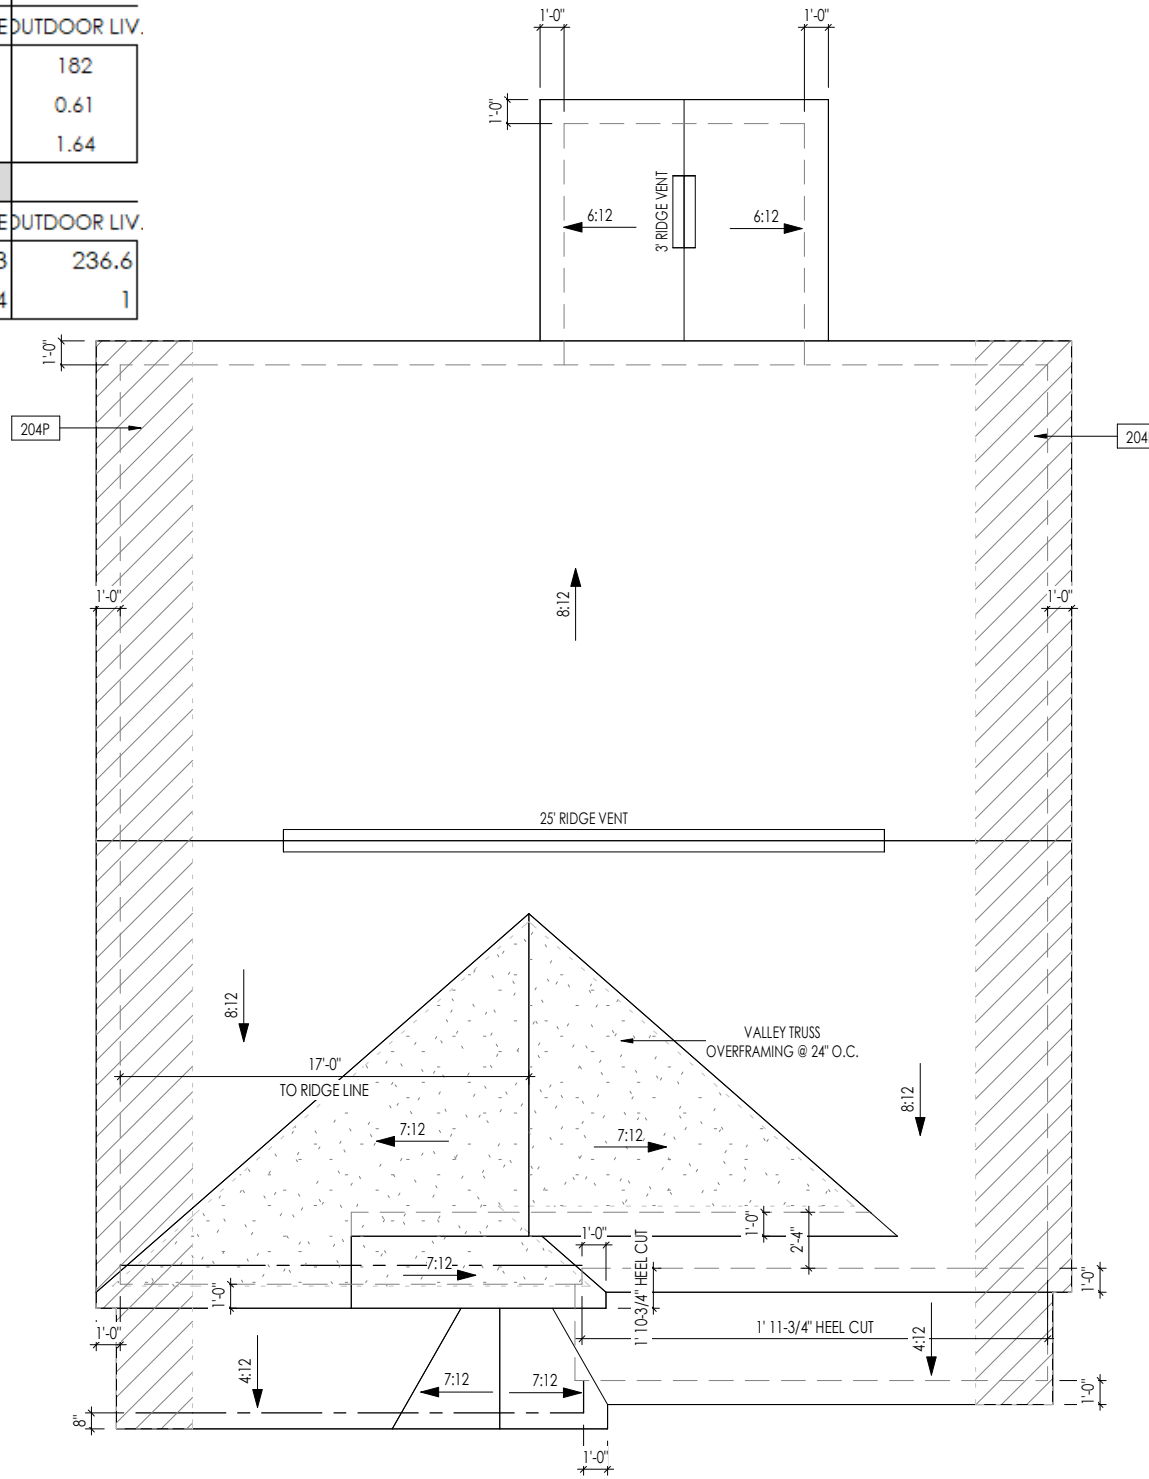 OUTDOOR LIV.
182
0.61
1.64
OUTDOOR LIV.
3 236.6
4 1
1'-0" 1'-0"
1'-0"
3' RIDGE VENT
6:12 6:12
1'-0"
204P
204
8:12
1'-0" 1'-0"
25' RIDGE VENT
8:12
VALLEY TRUSS
OVERFRAMING @ 24" O.C.
17'-0"
TO RIDGE LINE
8:12
7:12 7:12
1'-0"
2'-4"
1'-0"
7:12
1' 10-3/4" HEEL CUT
1'-0"
1'-0"
1'-0"
1' 11-3/4" HEEL CUT
4:12
4:12
7:12 7:12
1'-0"
8"
1'-0"